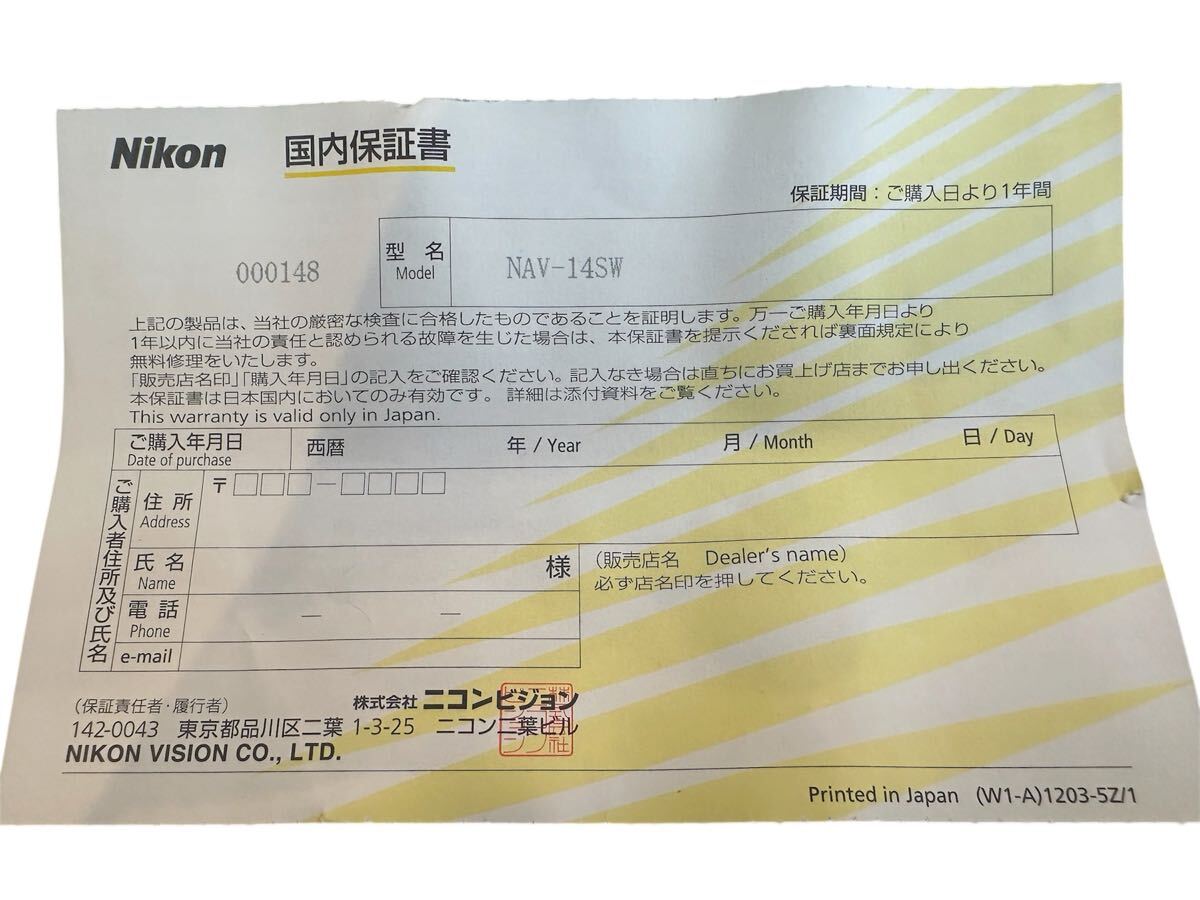 Nikon 国内保証書
保証期間：ご購入日より1年間
000148
型 名 NAV-14SW
Model
上記の製品は、当社の厳密な検査に合格したものであることを証明します。万一ご購入年月日より
1年以内に当社の責任と認められる故障を生じた場合は、本保証書を提示くだされば裏面規定により
無料修理をいたします。
「販売店名印」「購入年月日」の記入をご確認ください。記入なき場合は直ちにお買上げ店までお申し出ください。
本保証書は日本国内においてのみ有効です。 詳細は添付資料をご覧ください。
This warranty is valid only in Japan.
ご購入年月日
Date of purchase
西暦 年 / Year 月 / Month 日 / Day
ご購入者住所及び氏名
住 所
Address
〒□□□－□□□□
氏 名
Name
様
電 話
Phone
－ －
e-mail
(販売店名 Dealer's name)
必ず店名印を押してください。
(保証責任者・履行者) 株式会社 ニコンビジョン
142-0043 東京都品川区二葉 1-3-25 ニコン二葉ビル
NIKON VISION CO., LTD.
Printed in Japan (W1-A)1203-5Z/1